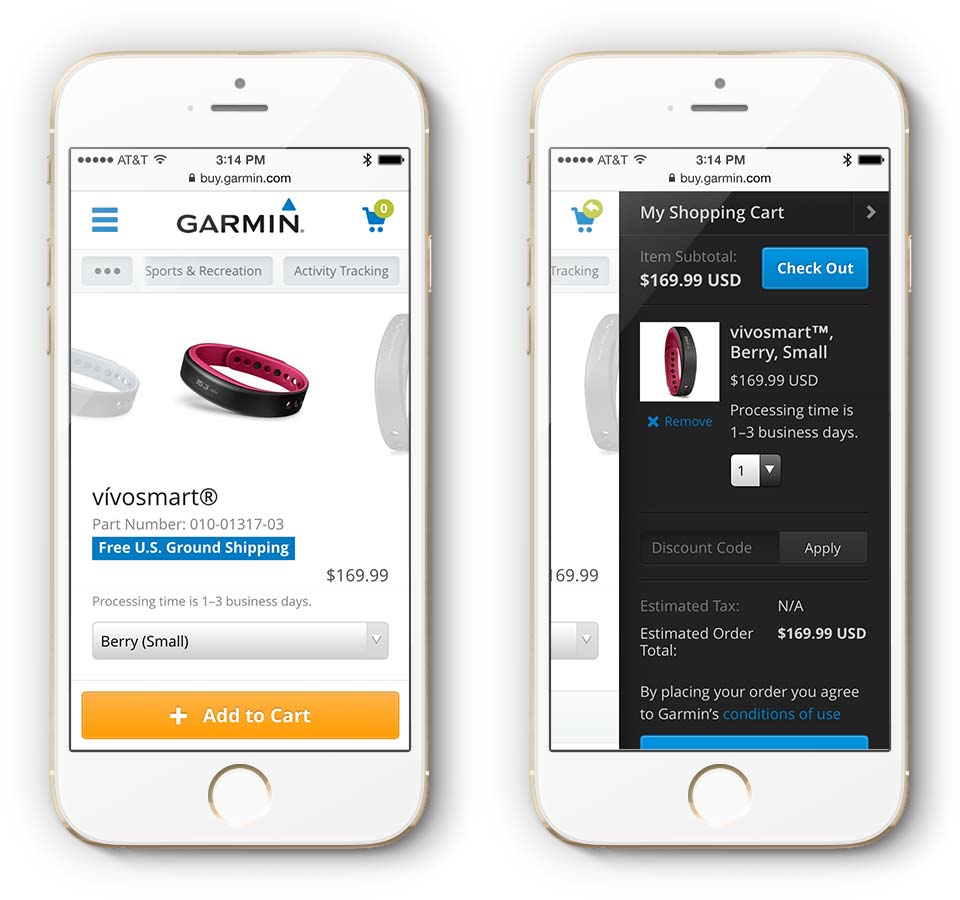 AT&T 3:14 PM
buy.garmin.com
GARMIN®
0
••• Sports & Recreation Activity Tracking
vívosmart®
Part Number: 010-01317-03
Free U.S. Ground Shipping
$169.99
Processing time is 1–3 business days.
Berry (Small)
+ Add to Cart
AT&T 3:14 PM
buy.garmin.com
Tracking
169.99
My Shopping Cart
Item Subtotal:
$169.99 USD
Check Out
vivosmart™,
Berry, Small
$169.99 USD
Remove
Processing time is
1–3 business days.
1
Discount Code Apply
Estimated Tax: N/A
Estimated Order $169.99 USD
Total:
By placing your order you agree
to Garmin's conditions of use